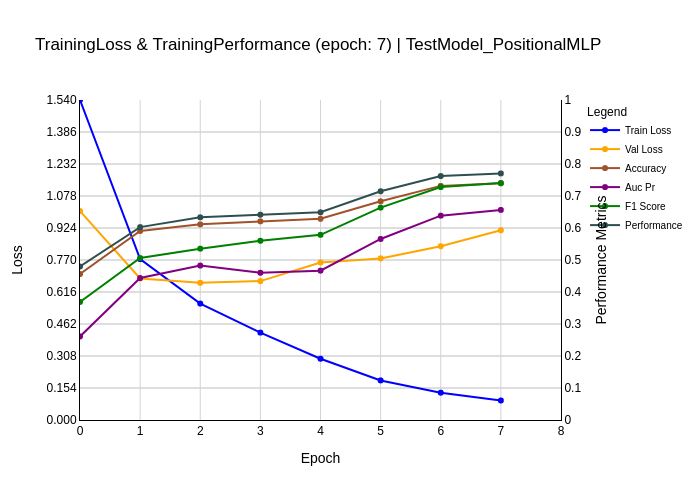 TrainingLoss & TrainingPerformance (epoch: 7) | TestModel_PositionalMLP
Legend
Train Loss
Val Loss
Accuracy
Auc Pr
F1 Score
Performance
1.540
1.386
1.232
1.078
0.924
0.770
0.616
0.462
0.308
0.154
0.000
Loss
1
0.9
0.8
0.7
0.6
0.5
0.4
0.3
0.2
0.1
0
Performance Metrics
0 1 2 3 4 5 6 7 8
Epoch